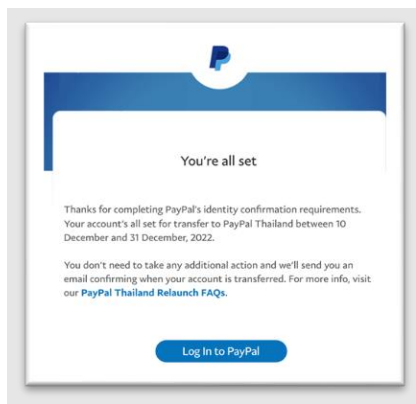 You're all set
Thanks for completing PayPal's identity confirmation requirements.
Your account's all set for transfer to PayPal Thailand between 10
December and 31 December, 2022.
You don't need to take any additional action and we'll send you an
email confirming when your account is transferred. For more info, visit
our PayPal Thailand Relaunch FAQs.
Log In to PayPal